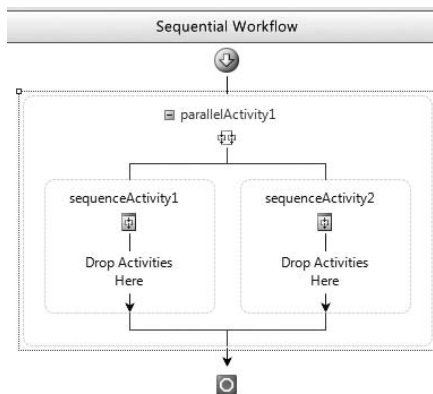 Sequential Workflow
parallelActivity1
sequenceActivity1
sequenceActivity2
Drop Activities
Here
Drop Activities
Here